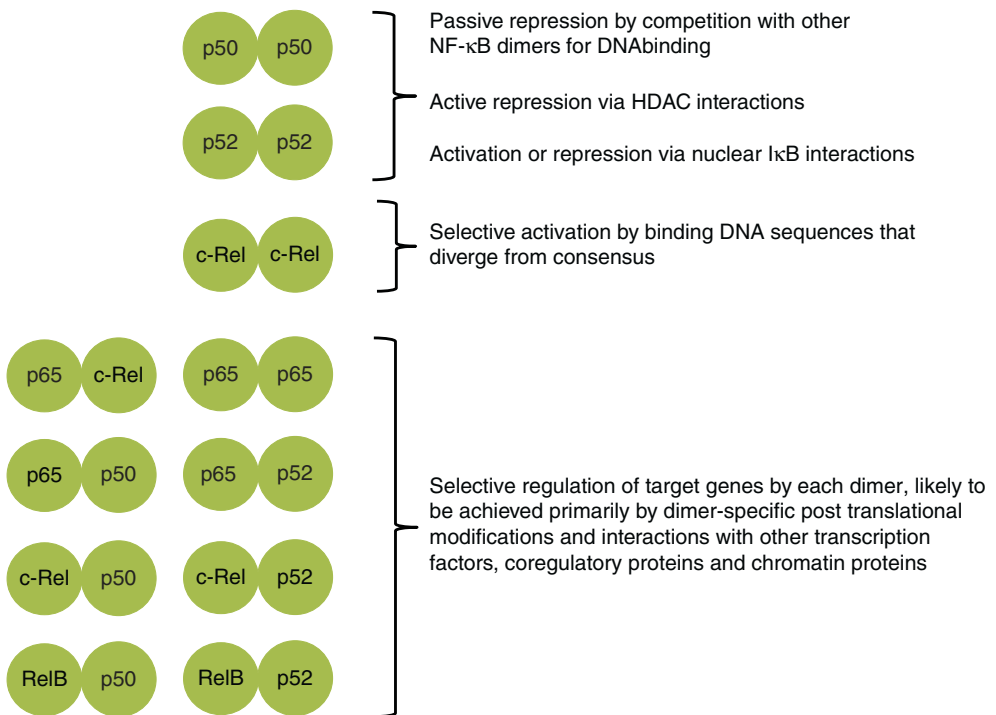 p50 p50
Passive repression by competition with other
NF-κB dimers for DNAbinding
Active repression via HDAC interactions
p52 p52
Activation or repression via nuclear IκB interactions
c-Rel c-Rel
Selective activation by binding DNA sequences that
diverge from consensus
p65 c-Rel p65 p65
p65 p50 p65 p52
Selective regulation of target genes by each dimer, likely to
be achieved primarily by dimer-specific post translational
modifications and interactions with other transcription
factors, coregulatory proteins and chromatin proteins
c-Rel p50 c-Rel p52
RelB p50 RelB p52